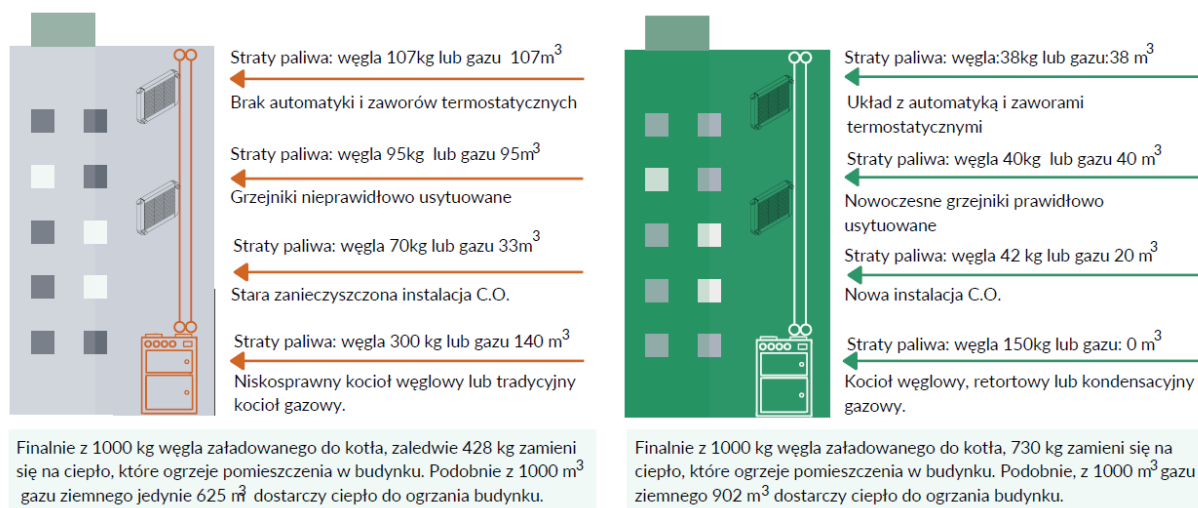 Straty paliwa: węgla 107kg lub gazu 107m³
Brak automatyki i zaworów termostatycznych
Straty paliwa: węgla 95kg lub gazu 95m³
Grzejniki nieprawidłowo usytuowane
Straty paliwa: węgla 70kg lub gazu 33m³
Stara zanieczyszczona instalacja C.O.
Straty paliwa: węgla 300 kg lub gazu 140 m³
Niskosprawny kocioł węglowy lub tradycyjny
kocioł gazowy.
Finalnie z 1000 kg węgla załadowanego do kotła, zaledwie 428 kg zamieni
się na ciepło, które ogrzeje pomieszczenia w budynku. Podobnie z 1000 m³
gazu ziemnego jedynie 625 m³ dostarczy ciepło do ogrzania budynku.
Straty paliwa: węgla:38kg lub gazu:38 m³
Układ z automatyką i zaworami
termostatycznymi
Straty paliwa: węgla 40kg lub gazu 40 m³
Nowoczesne grzejniki prawidłowo
usytuowane
Straty paliwa: węgla 42 kg lub gazu 20 m³
Nowa instalacja C.O.
Straty paliwa: węgla 150kg lub gazu: 0 m³
Kocioł węglowy, retortowy lub kondensacyjny
gazowy.
Finalnie z 1000 kg węgla załadowanego do kotła, 730 kg zamieni się na
ciepło, które ogrzeje pomieszczenia w budynku. Podobnie, z 1000 m³ gazu
ziemnego 902 m³ dostarczy ciepło do ogrzania budynku.